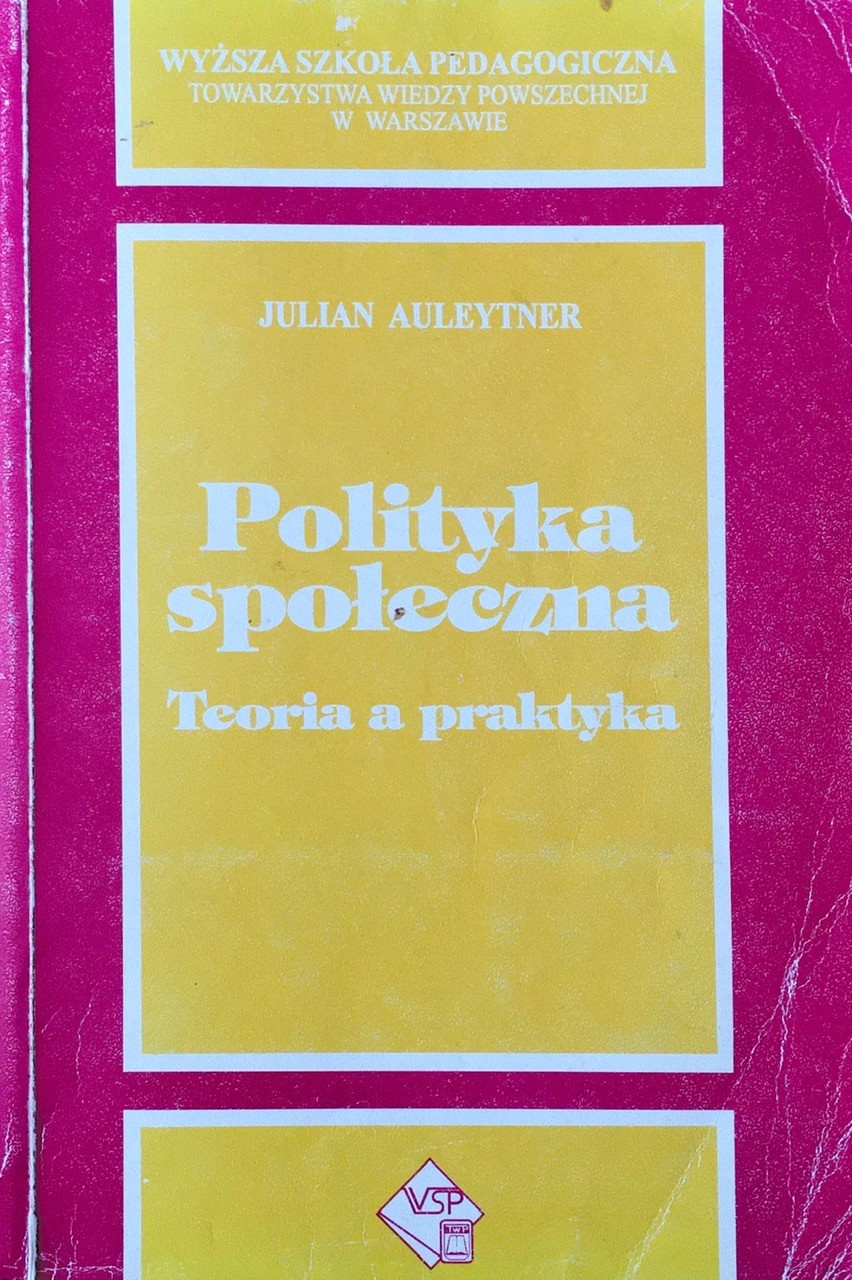 WYŻSZA SZKOŁA PEDAGOGICZNA
TOWARZYSTWA WIEDZY POWSZECHNEJ
W WARSZAWIE
JULIAN AULEYTNER
Polityka
społeczna
Teoria a praktyka
WSP
TWP